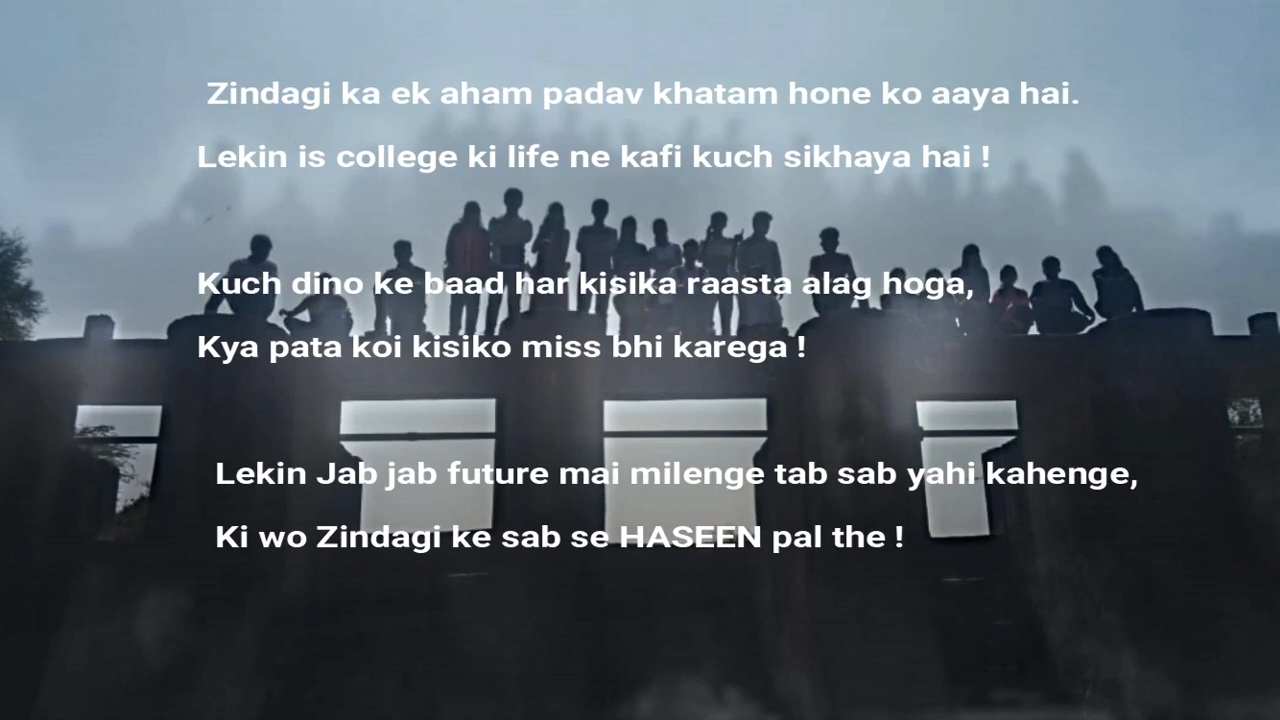 Zindagi ka ek aham padav khatam hone ko aaya hai.
Lekin is college ki life ne kafi kuch sikhaya hai !
Kuch dino ke baad har kisika raasta alag hoga,
Kya pata koi kisiko miss bhi karega !
Lekin Jab jab future mai milenge tab sab yahi kahenge,
Ki wo Zindagi ke sab se HASEEN pal the !